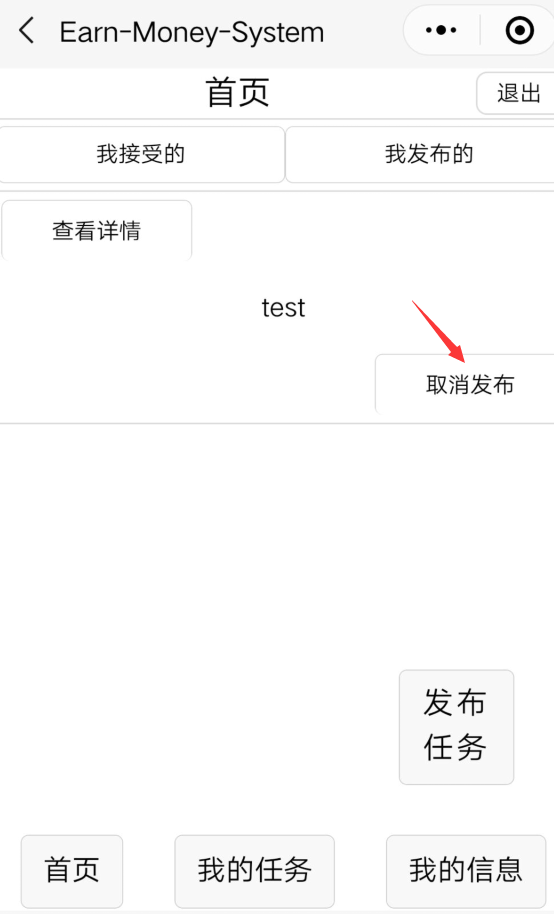 Earn-Money-System
首页
退出
我接受的
我发布的
查看详情
test
取消发布
发布
任务
首页
我的任务
我的信息